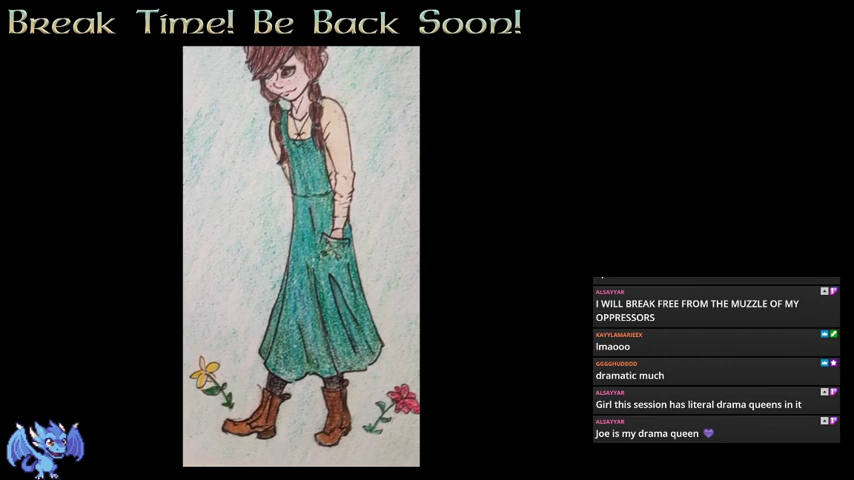 Break Time! Be Back Soon!
ALSAYYAR
I WILL BREAK FREE FROM THE MUZZLE OF MY
OPPRESSORS
KAYYLAMARIEEX
lmaooo
GGGGHUDDOD
dramatic much
ALSAYYAR
Girl this session has literal drama queens in it
ALSAYYAR
Joe is my drama queen 💜